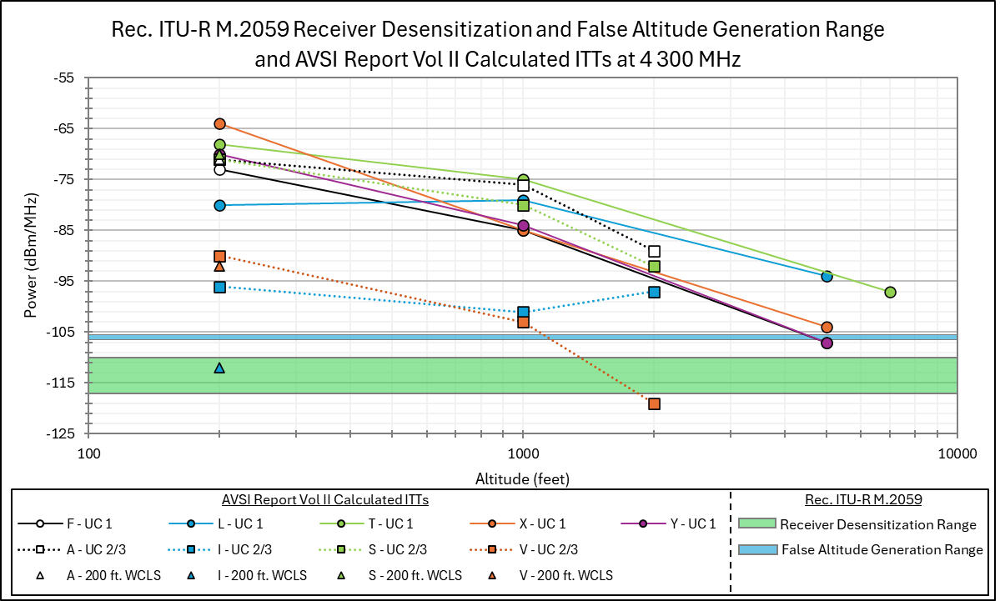 Rec. ITU-R M.2059 Receiver Desensitization and False Altitude Generation Range
and AVSI Report Vol II Calculated ITTs at 4 300 MHz
Power (dBm/MHz)
-55
-65
-75
-85
-95
-105
-115
-125
100 1000 10000
Altitude (feet)
AVSI Report Vol II Calculated ITTs
F - UC 1 L - UC 1 T - UC 1 X - UC 1 Y - UC 1
A - UC 2/3 I - UC 2/3 S - UC 2/3 V - UC 2/3
A - 200 ft. WCLS I - 200 ft. WCLS S - 200 ft. WCLS V - 200 ft. WCLS
Rec. ITU-R M.2059
Receiver Desensitization Range
False Altitude Generation Range